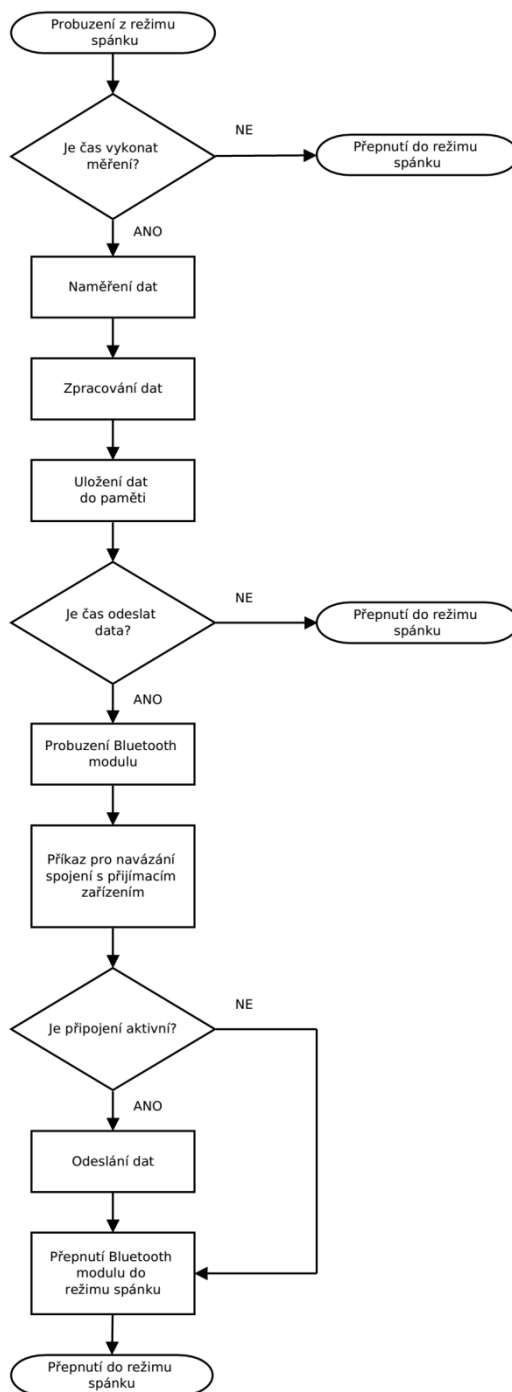 Probuzení z režimu
spánku
Je čas vykonat
měření?
NE
Přepnutí do režimu
spánku
ANO
Naměření dat
Zpracování dat
Uložení dat
do paměti
Je čas odeslat
data?
NE
Přepnutí do režimu
spánku
ANO
Probuzení Bluetooth
modulu
Příkaz pro navázání
spojení s přijímacím
zařízením
Je připojení aktivní?
NE
ANO
Odeslání dat
Přepnutí Bluetooth
modulu do
režimu spánku
Přepnutí do režimu
spánku